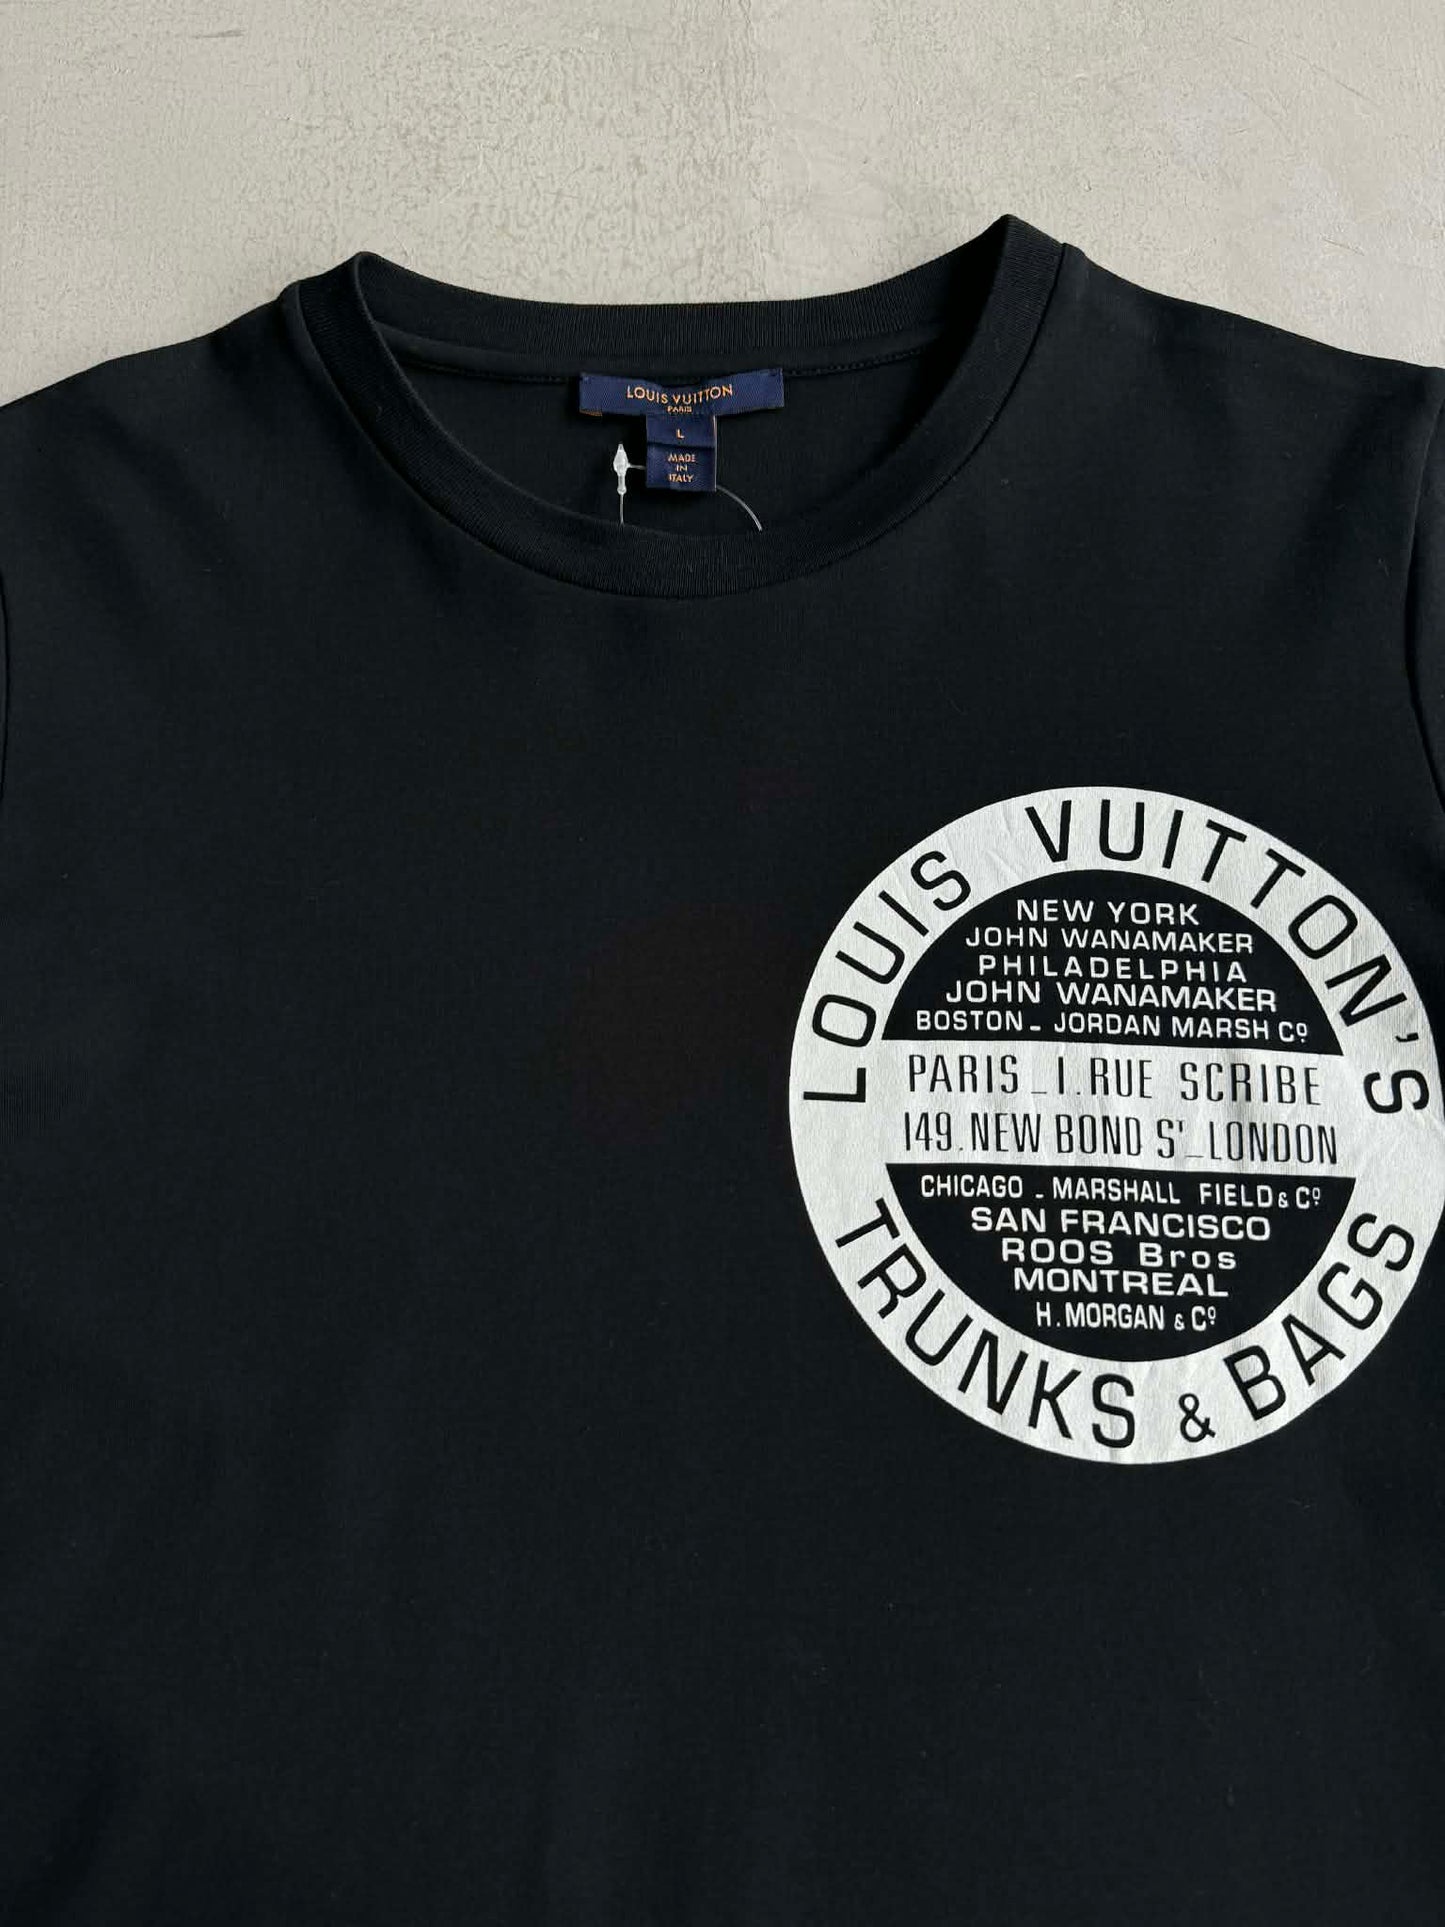 LOUIS VUITTON
PARIS
L
MADE
IN
ITALY
LOUIS VUITTON'S
NEW YORK
JOHN WANAMAKER
PHILADELPHIA
JOHN WANAMAKER
BOSTON - JORDAN MARSH Cº
PARIS _ 1. RUE SCRIBE
149. NEW BOND Sᵗ _ LONDON
CHICAGO - MARSHALL FIELD & Cº
SAN FRANCISCO
ROOS Bros
MONTREAL
H. MORGAN & Cº
TRUNKS & BAGS